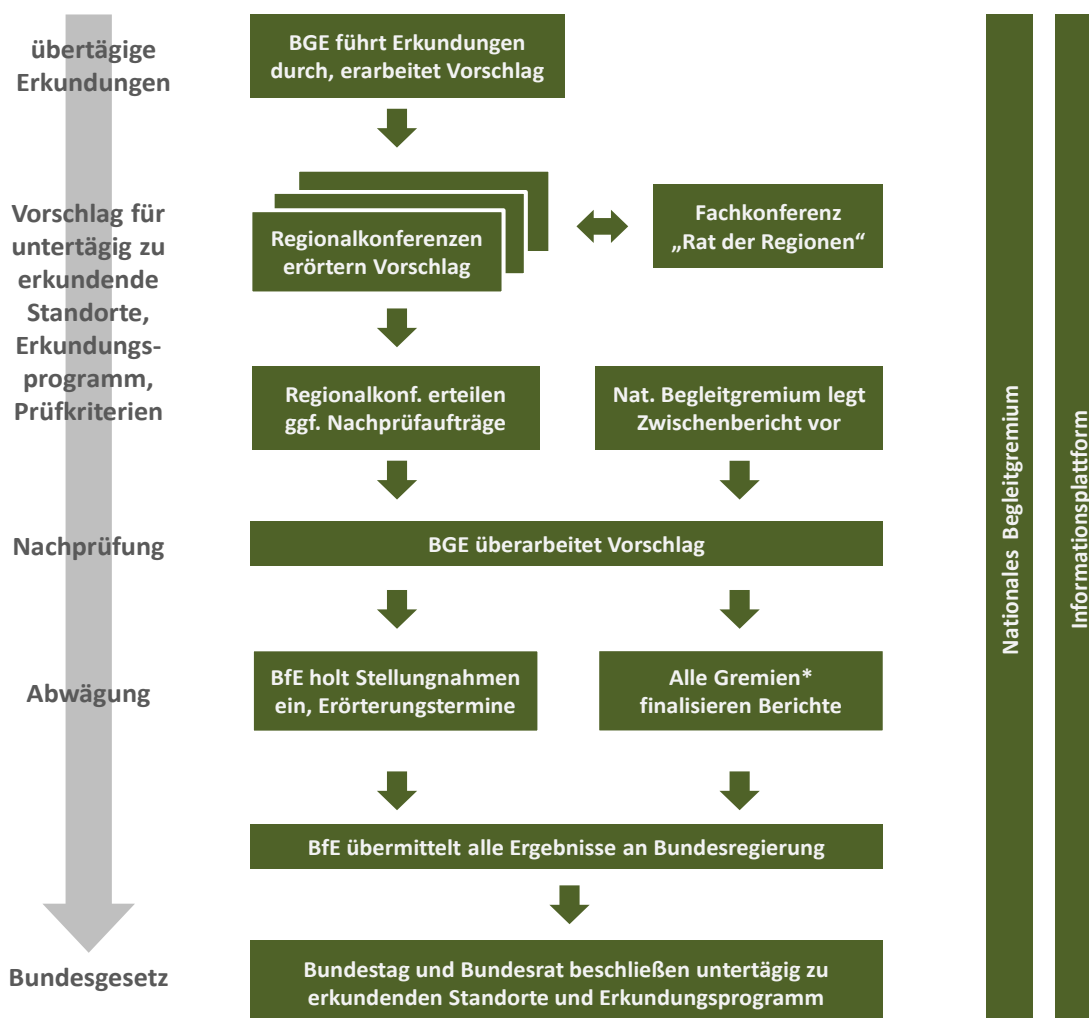 übertägige
Erkundungen
BGE führt Erkundungen
durch, erarbeitet Vorschlag
Vorschlag für
untertägig zu
erkundende
Standorte,
Erkundungs-
programm,
Prüfkriterien
Regionalkonferenzen
erörtern Vorschlag
Fachkonferenz
„Rat der Regionen“
Regionalkonf. erteilen
ggf. Nachprüfaufträge
Nat. Begleitgremium legt
Zwischenbericht vor
Nachprüfung
BGE überarbeitet Vorschlag
Abwägung
BfE holt Stellungnahmen
ein, Erörterungstermine
Alle Gremien*
finalisieren Berichte
BfE übermittelt alle Ergebnisse an Bundesregierung
Bundesgesetz
Bundestag und Bundesrat beschließen untertägig zu
erkundenden Standorte und Erkundungsprogramm
Nationales Begleitgremium
Informationsplattform